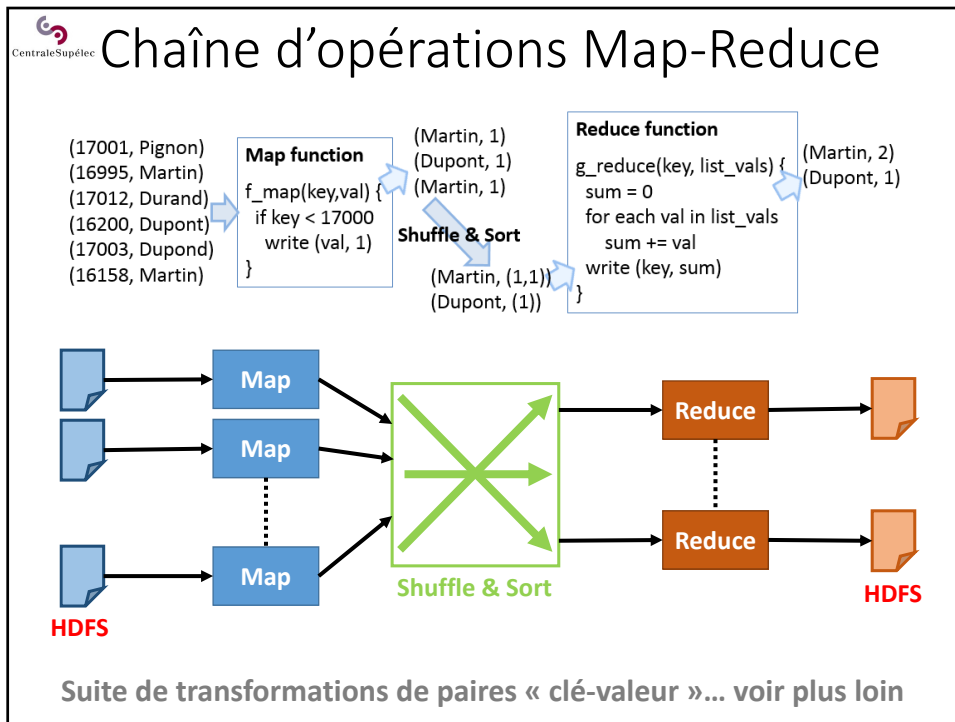 CentraleSupélec
Chaîne d’opérations Map-Reduce
(17001, Pignon)
(16995, Martin)
(17012, Durand)
(16200, Dupont)
(17003, Dupond)
(16158, Martin)
Map function
f_map(key,val) {
if key < 17000
write (val, 1)
}
(Martin, 1)
(Dupont, 1)
(Martin, 1)
Shuffle & Sort
(Martin, (1,1))
(Dupont, (1))
Reduce function
g_reduce(key, list_vals) {
sum = 0
for each val in list_vals
sum += val
write (key, sum)
}
(Martin, 2)
(Dupont, 1)
Map
Map
Map
HDFS
Shuffle & Sort
Reduce
Reduce
HDFS
Suite de transformations de paires « clé-valeur »… voir plus loin